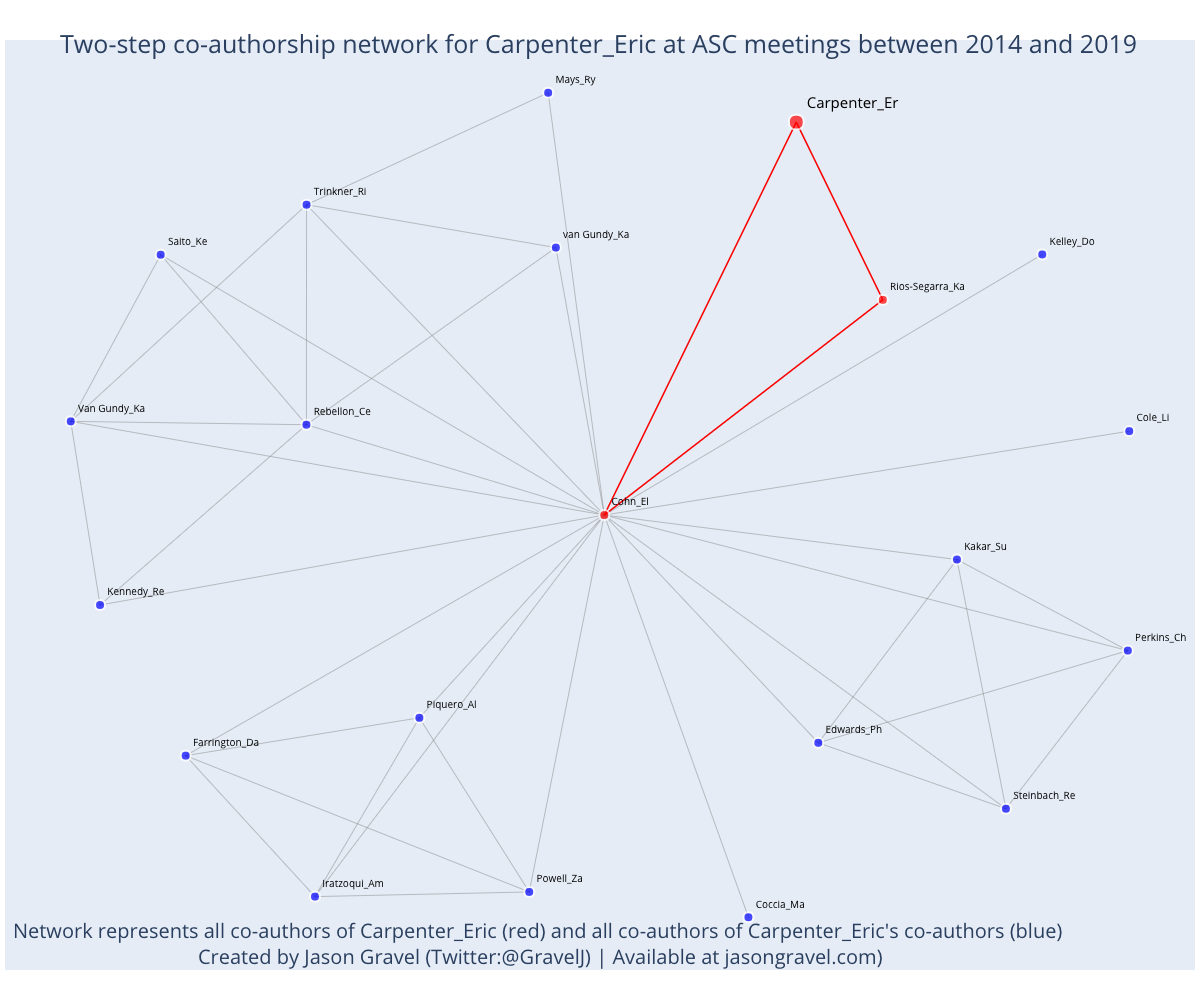 Two-step co-authorship network for Carpenter_Eric at ASC meetings between 2014 and 2019
Mays_Ry
Carpenter_Er
Trinkner_Ri
van Gundy_Ka
Saito_Ke
Kelley_Do
Rios-Segarra_Ka
Van Gundy_Ka
Rebellon_Ce
Cole_Li
Cohn_El
Kakar_Su
Kennedy_Re
Perkins_Ch
Piquero_Al
Edwards_Ph
Farrington_Da
Steinbach_Re
Iratzoqui_Am
Powell_Za
Coccia_Ma
Network represents all co-authors of Carpenter_Eric (red) and all co-authors of Carpenter_Eric's co-authors (blue)
Created by Jason Gravel (Twitter:@GravelJ) | Available at jasongravel.com)